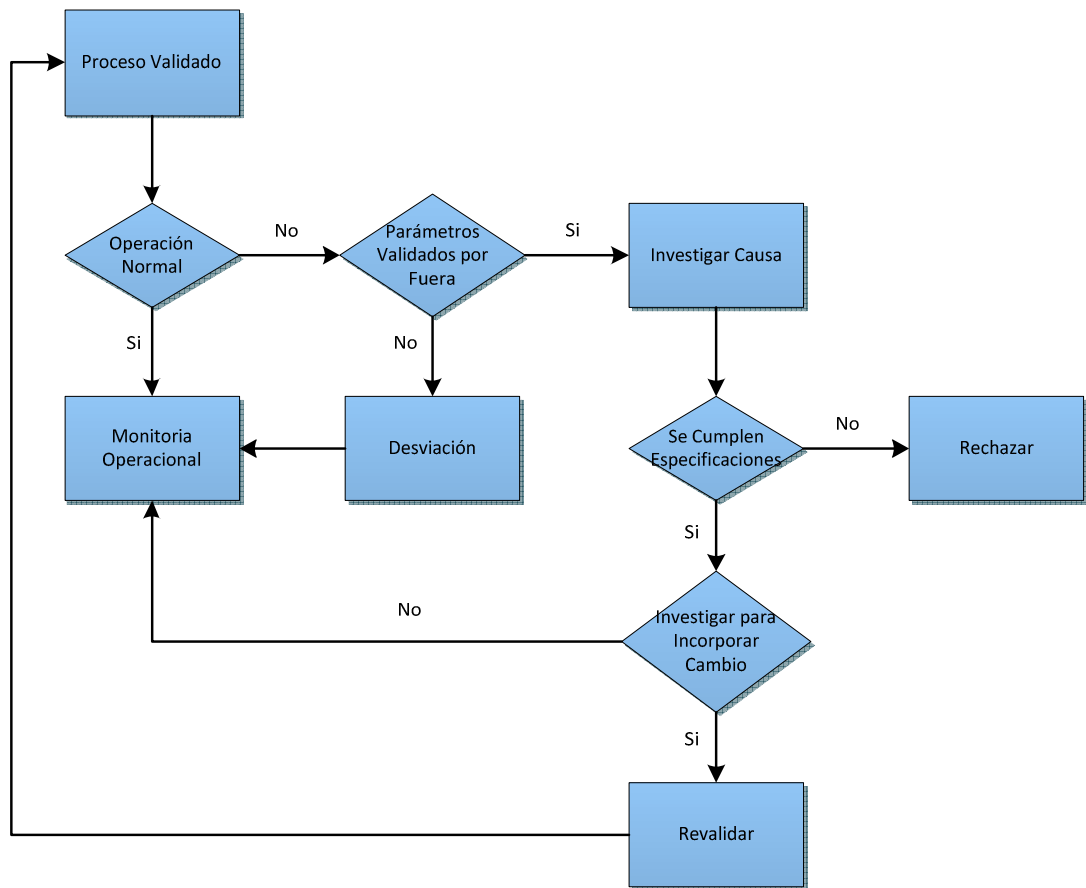 Proceso Validado
Operación
Normal
No
Parámetros
Validados por
Fuera
Si
Investigar Causa
Si
No
Monitoria
Operacional
Desviación
Se Cumplen
Especificaciones
No
Rechazar
Si
No
Investigar para
Incorporar
Cambio
Si
Revalidar